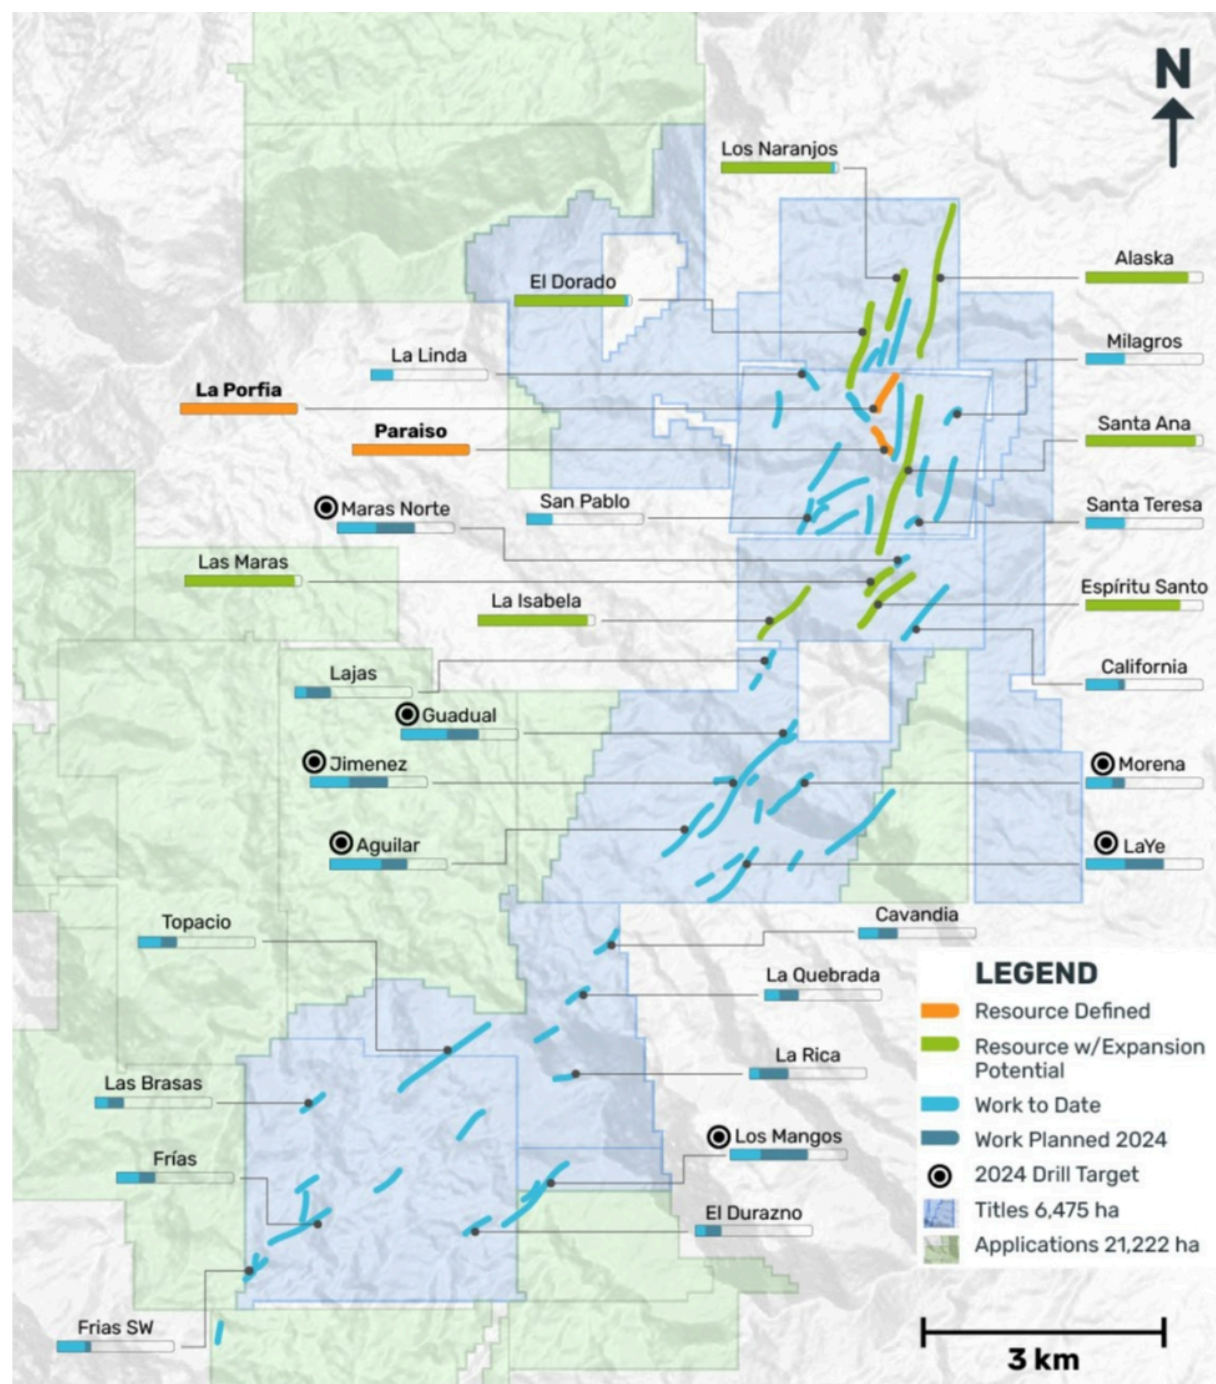 N
Los Naranjos
Alaska
El Dorado
Milagros
La Linda
La Porfia
Santa Ana
Paraiso
San Pablo
Maras Norte
Santa Teresa
Las Maras
Espíritu Santo
La Isabela
California
Lajas
Guadual
Jimenez
Morena
Aguilar
LaYe
Topacio
Cavandia
La Quebrada
La Rica
Las Brasas
Los Mangos
Frías
El Durazno
Frias SW
LEGEND
Resource Defined
Resource w/Expansion
Potential
Work to Date
Work Planned 2024
2024 Drill Target
Titles 6,475 ha
Applications 21,222 ha
3 km